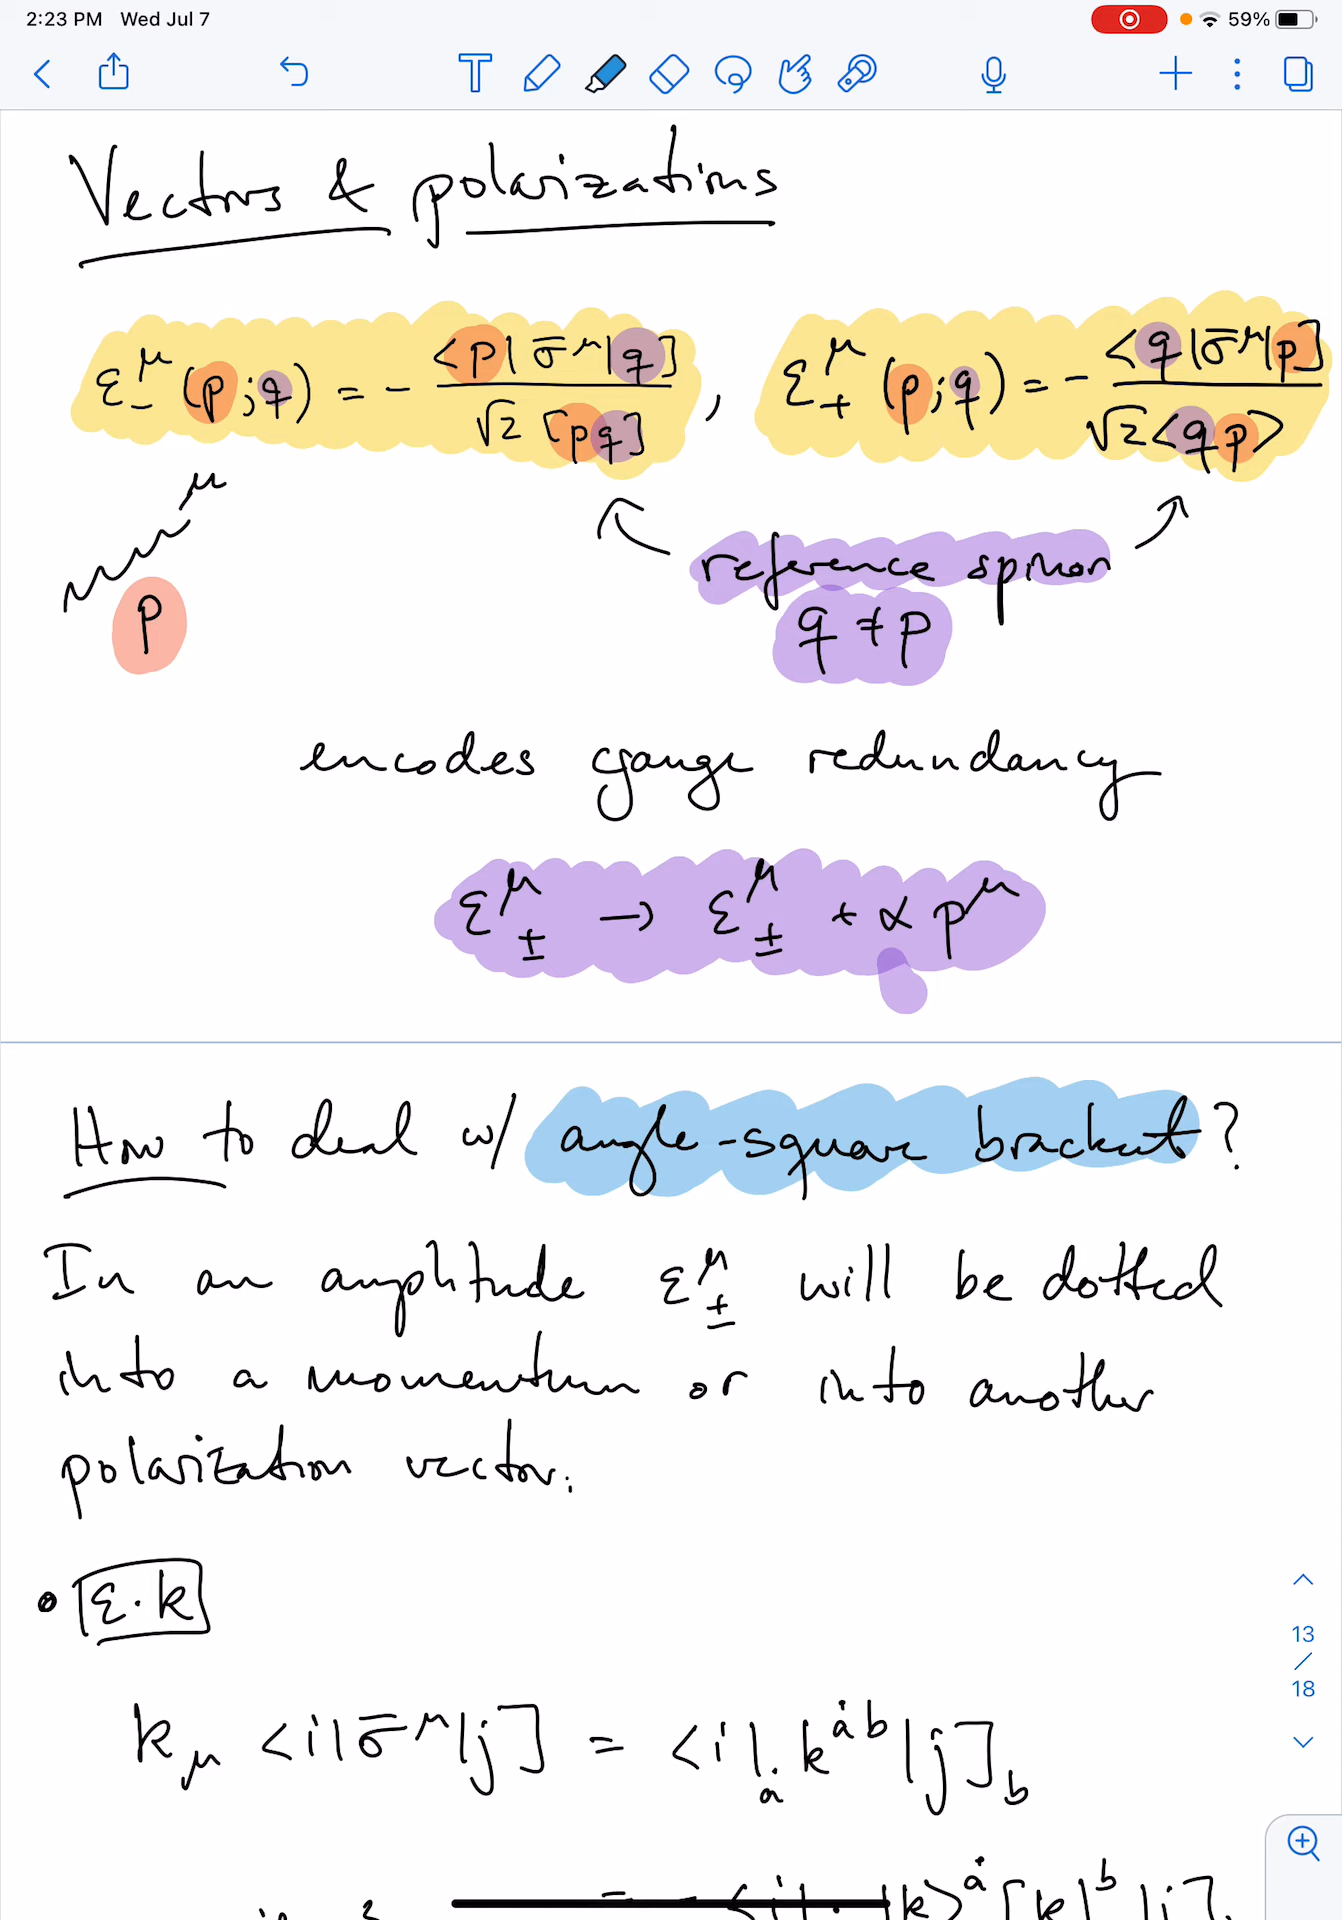 2:23 PM Wed Jul 7
59%
Vectors & polarizations
ε₋^μ (p;q) = - <p|σ̄^μ|q] / √2 [pq] , ε₊^μ (p;q) = - <q|σ̄^μ|p] / √2 <qp>
μ
p
reference spinor
q ≠ p
encodes gauge redundancy
ε^μ_± → ε^μ_± + α p^μ
How to deal w/ angle-square bracket?
In an amplitude ε^μ_± will be dotted
into a momentum or into another
polarization vector.
• ε·k
k_μ <i|σ̄^μ|j] = <i|_ȧ k^{ȧb} |j]_b
13
/
18